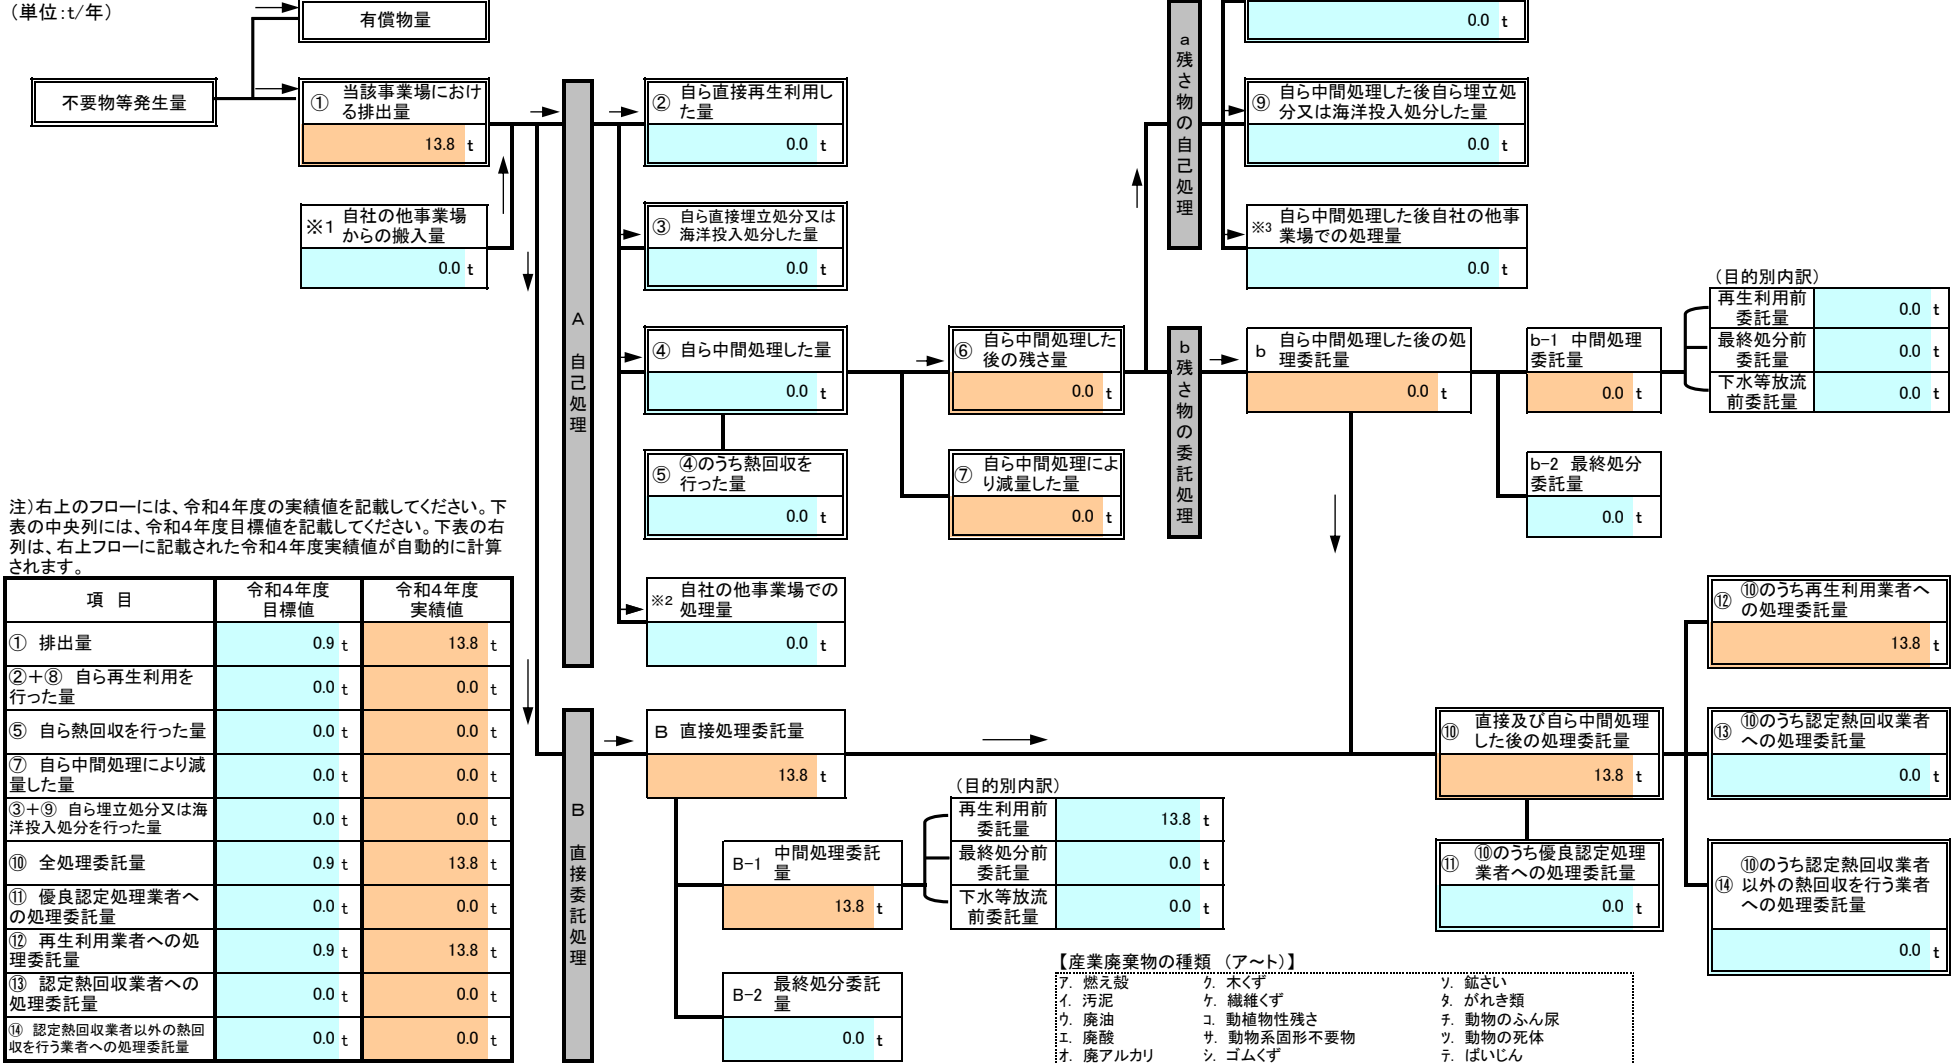 （単位：t/年）
有償物量
不要物等発生量
① 当該事業場におけ
る排出量
13.8 t
※1 自社の他事業場
からの搬入量
0.0 t
A 自己処理
② 自ら直接再生利用し
た量
0.0 t
③ 自ら直接埋立処分又は
海洋投入処分した量
0.0 t
④ 自ら中間処理した量
0.0 t
⑤ ④のうち熱回収を
行った量
0.0 t
※2 自社の他事業場での
処理量
0.0 t
⑥ 自ら中間処理した
後の残さ量
0.0 t
⑦ 自ら中間処理によ
り減量した量
0.0 t
a 残さ物の自己処理
0.0 t
⑨ 自ら中間処理した後自ら埋立処
分又は海洋投入処分した量
0.0 t
※3 自ら中間処理した後自社の他事
業場での処理量
0.0 t
b 残さ物の委託処理
b 自ら中間処理した後の処
理委託量
0.0 t
b-1 中間処理
委託量
0.0 t
b-2 最終処分
委託量
0.0 t
（目的別内訳）
再生利用前
委託量
0.0 t
最終処分前
委託量
0.0 t
下水等放流
前委託量
0.0 t
注）右上のフローには、令和4年度の実績値を記載してください。下
表の中央列には、令和4年度目標値を記載してください。下表の右
列は、右上フローに記載された令和4年度実績値が自動的に計算
されます。
項 目 令和4年度 令和4年度
目標値 実績値
① 排出量 0.9 t 13.8 t
②＋⑧ 自ら再生利用を
行った量 0.0 t 0.0 t
⑤ 自ら熱回収を行った量 0.0 t 0.0 t
⑦ 自ら中間処理により減
量した量 0.0 t 0.0 t
③＋⑨ 自ら埋立処分又は海
洋投入処分を行った量 0.0 t 0.0 t
⑩ 全処理委託量 0.9 t 13.8 t
⑪ 優良認定処理業者へ
の処理委託量 0.0 t 0.0 t
⑫ 再生利用業者への処
理委託量 0.9 t 13.8 t
⑬ 認定熱回収業者への
処理委託量 0.0 t 0.0 t
⑭ 認定熱回収業者以外の熱回
収を行う業者への処理委託量 0.0 t 0.0 t
B 直接委託処理
B 直接処理委託量
13.8 t
B-1 中間処理委託
量
13.8 t
B-2 最終処分委託
量
0.0 t
（目的別内訳）
再生利用前
委託量
13.8 t
最終処分前
委託量
0.0 t
下水等放流
前委託量
0.0 t
⑩ 直接及び自ら中間処理
した後の処理委託量
13.8 t
⑪ ⑩のうち優良認定処理
業者への処理委託量
0.0 t
⑫ ⑩のうち再生利用業者へ
の処理委託量
13.8 t
⑬ ⑩のうち認定熱回収業者
への処理委託量
0.0 t
⑭ ⑩のうち認定熱回収業者
以外の熱回収を行う業者
への処理委託量
0.0 t
【産業廃棄物の種類 （ア～ト）】
ｱ. 燃え殻 ｸ. 木くず ｿ. 鉱さい
ｲ. 汚泥 ｹ. 繊維くず ﾀ. がれき類
ｳ. 廃油 ｺ. 動植物性残さ ﾁ. 動物のふん尿
ｴ. 廃酸 ｻ. 動物系固形不要物 ﾂ. 動物の死体
ｵ. 廃アルカリ ｼ. ゴムくず ﾃ. ばいじん